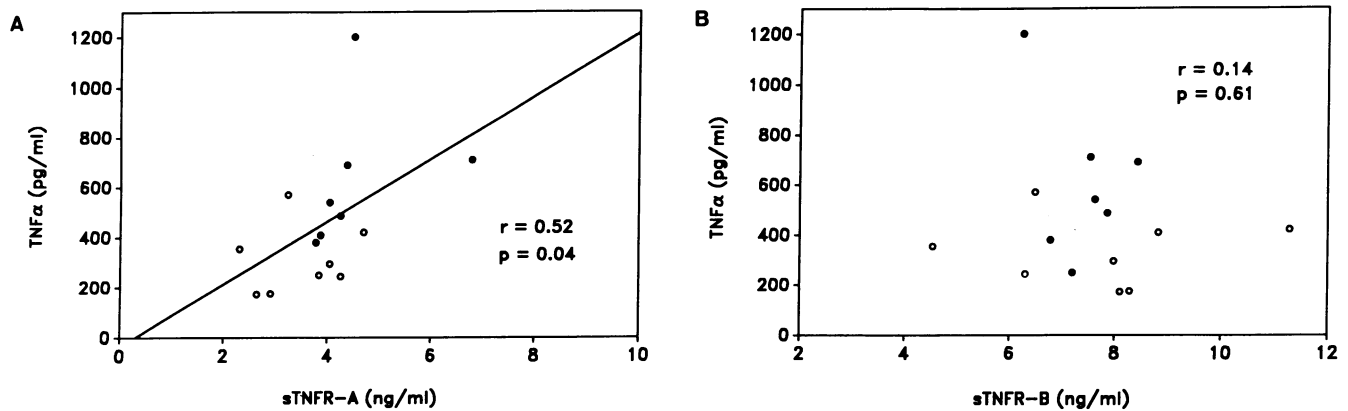 A
TNFα (pg/ml)
1200
1000
800
600
400
200
0
r = 0.52
p = 0.04
0 2 4 6 8 10
sTNFR-A (ng/ml)
B
TNFα (pg/ml)
1200
1000
800
600
400
200
0
r = 0.14
p = 0.61
2 4 6 8 10 12
sTNFR-B (ng/ml)